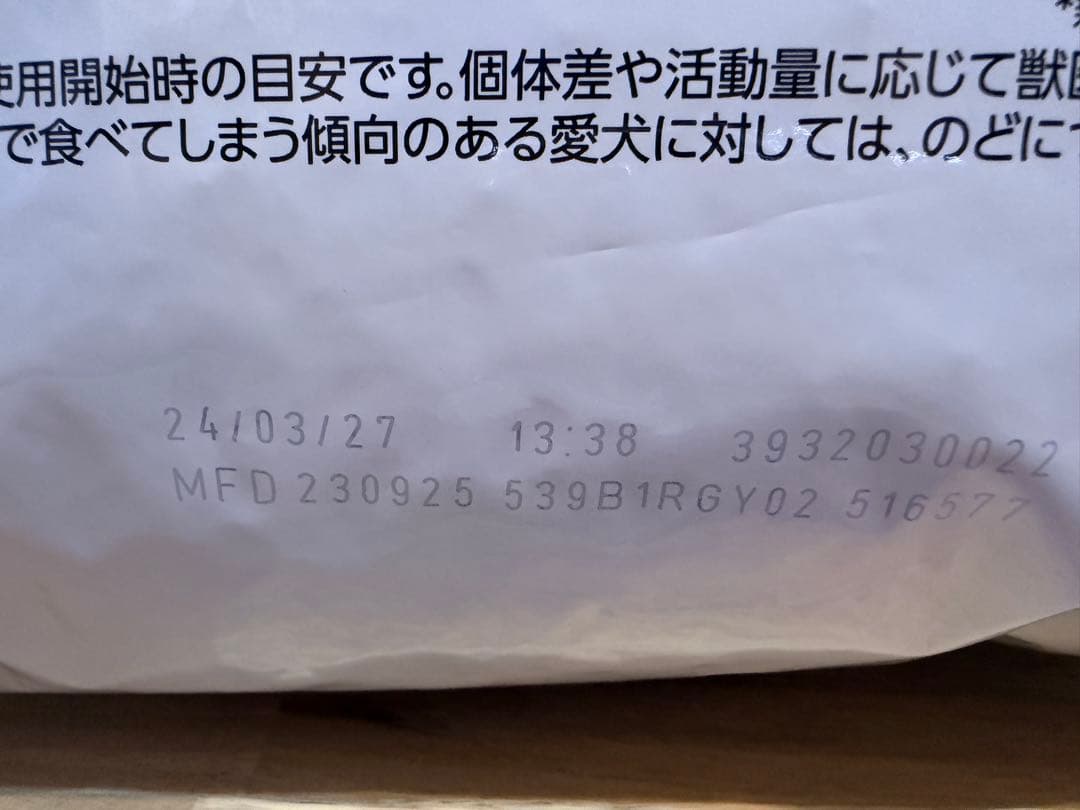 使用開始時の目安です。個体差や活動量に応じて獣医
で食べてしまう傾向のある愛犬に対しては、のどに
24/03/27 13:38 3932030022
MFD 230925 539B1RGY02 516577